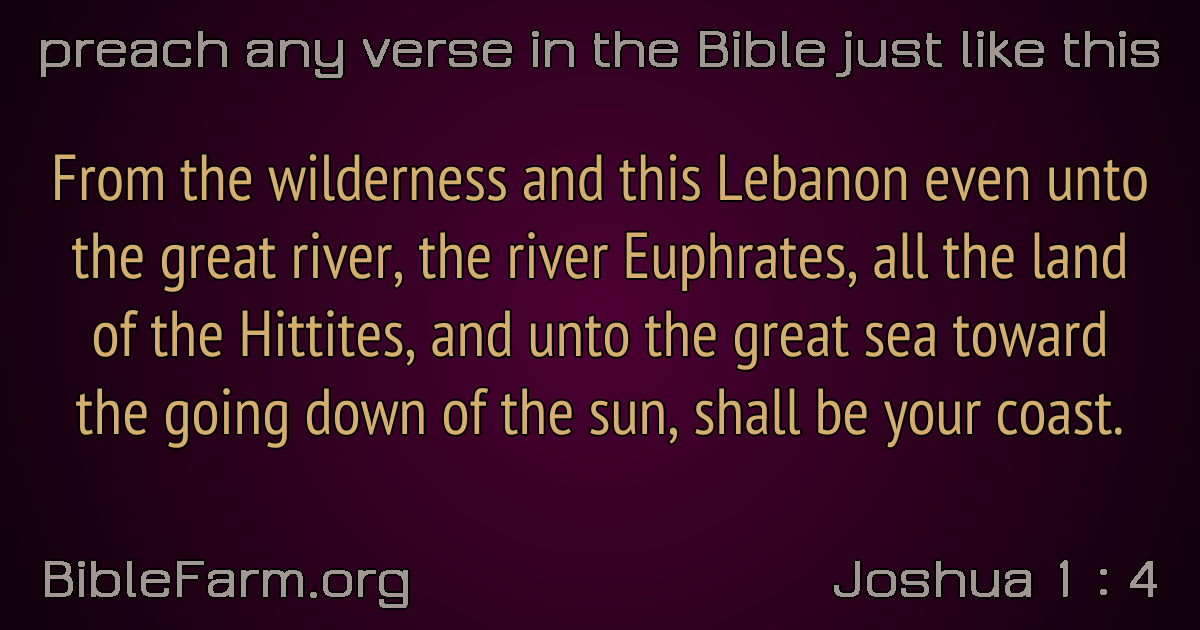 preach any verse in the Bible just like this
From the wilderness and this Lebanon even unto
the great river, the river Euphrates, all the land
of the Hittites, and unto the great sea toward
the going down of the sun, shall be your coast.
BibleFarm.org
Joshua 1 : 4